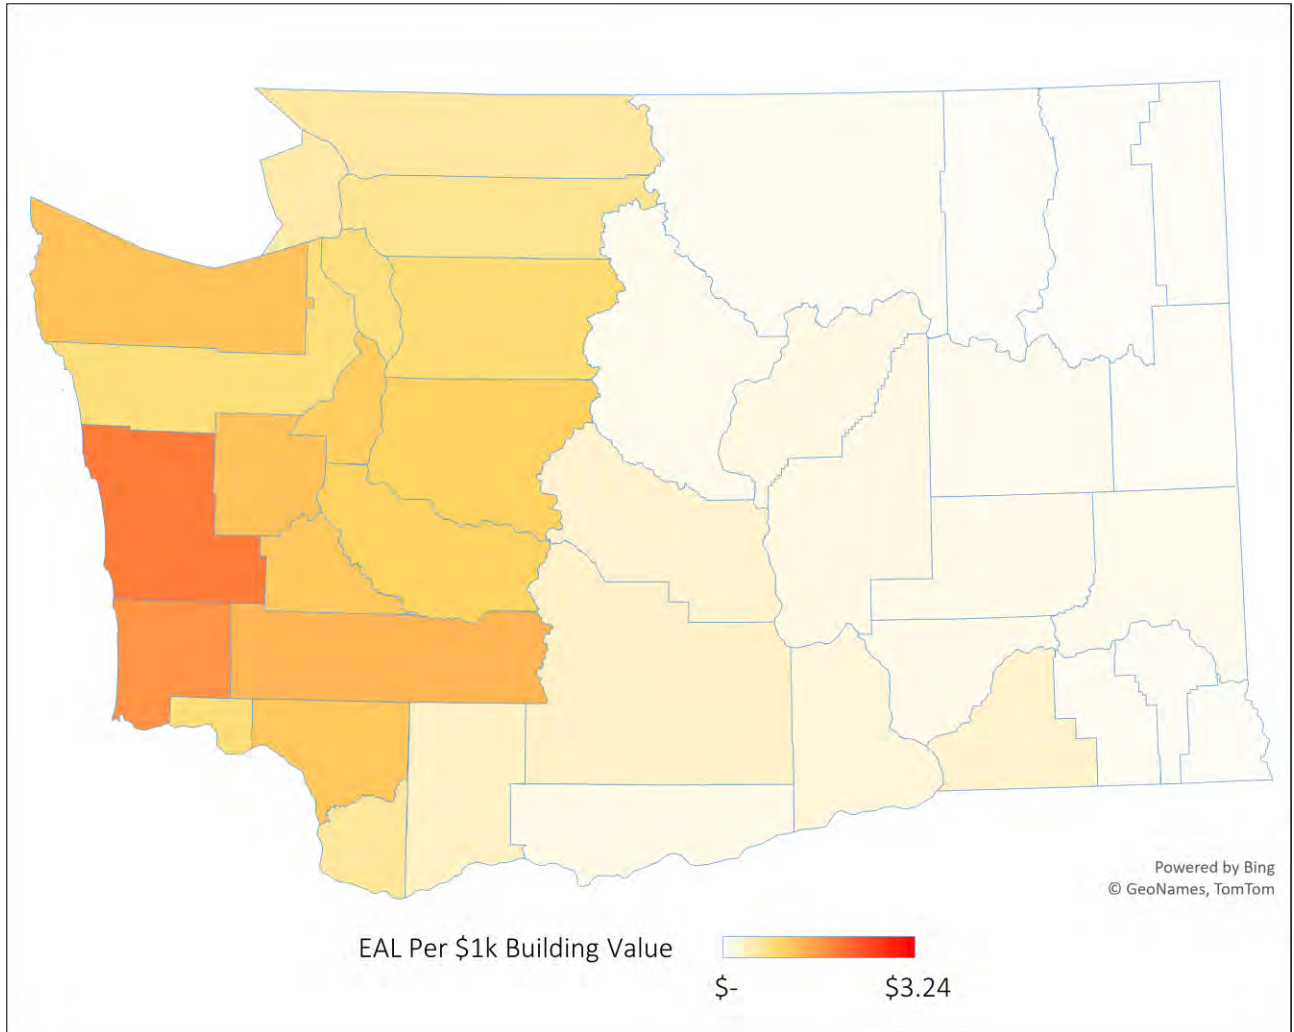 Powered by Bing
© GeoNames, TomTom
EAL Per $1k Building Value
$- $3.24